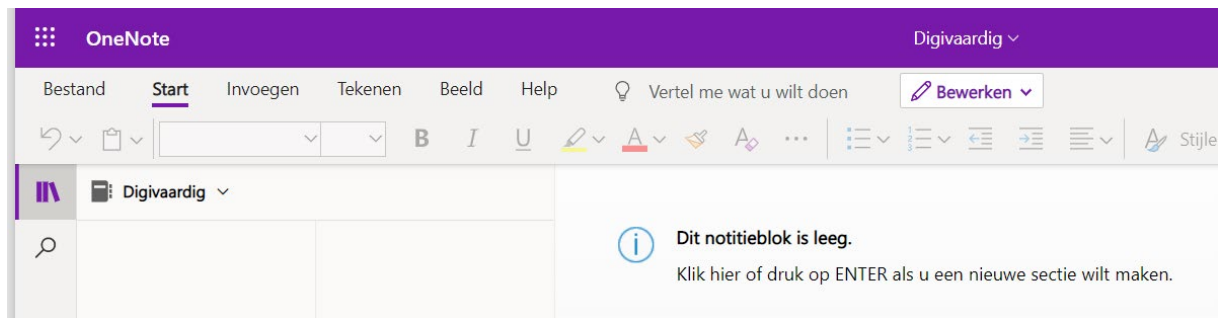 OneNote
Digivaardig
Bestand Start Invoegen Tekenen Beeld Help Vertel me wat u wilt doen Bewerken
B I U A A Stijle
Digivaardig
Dit notitieblok is leeg.
Klik hier of druk op ENTER als u een nieuwe sectie wilt maken.